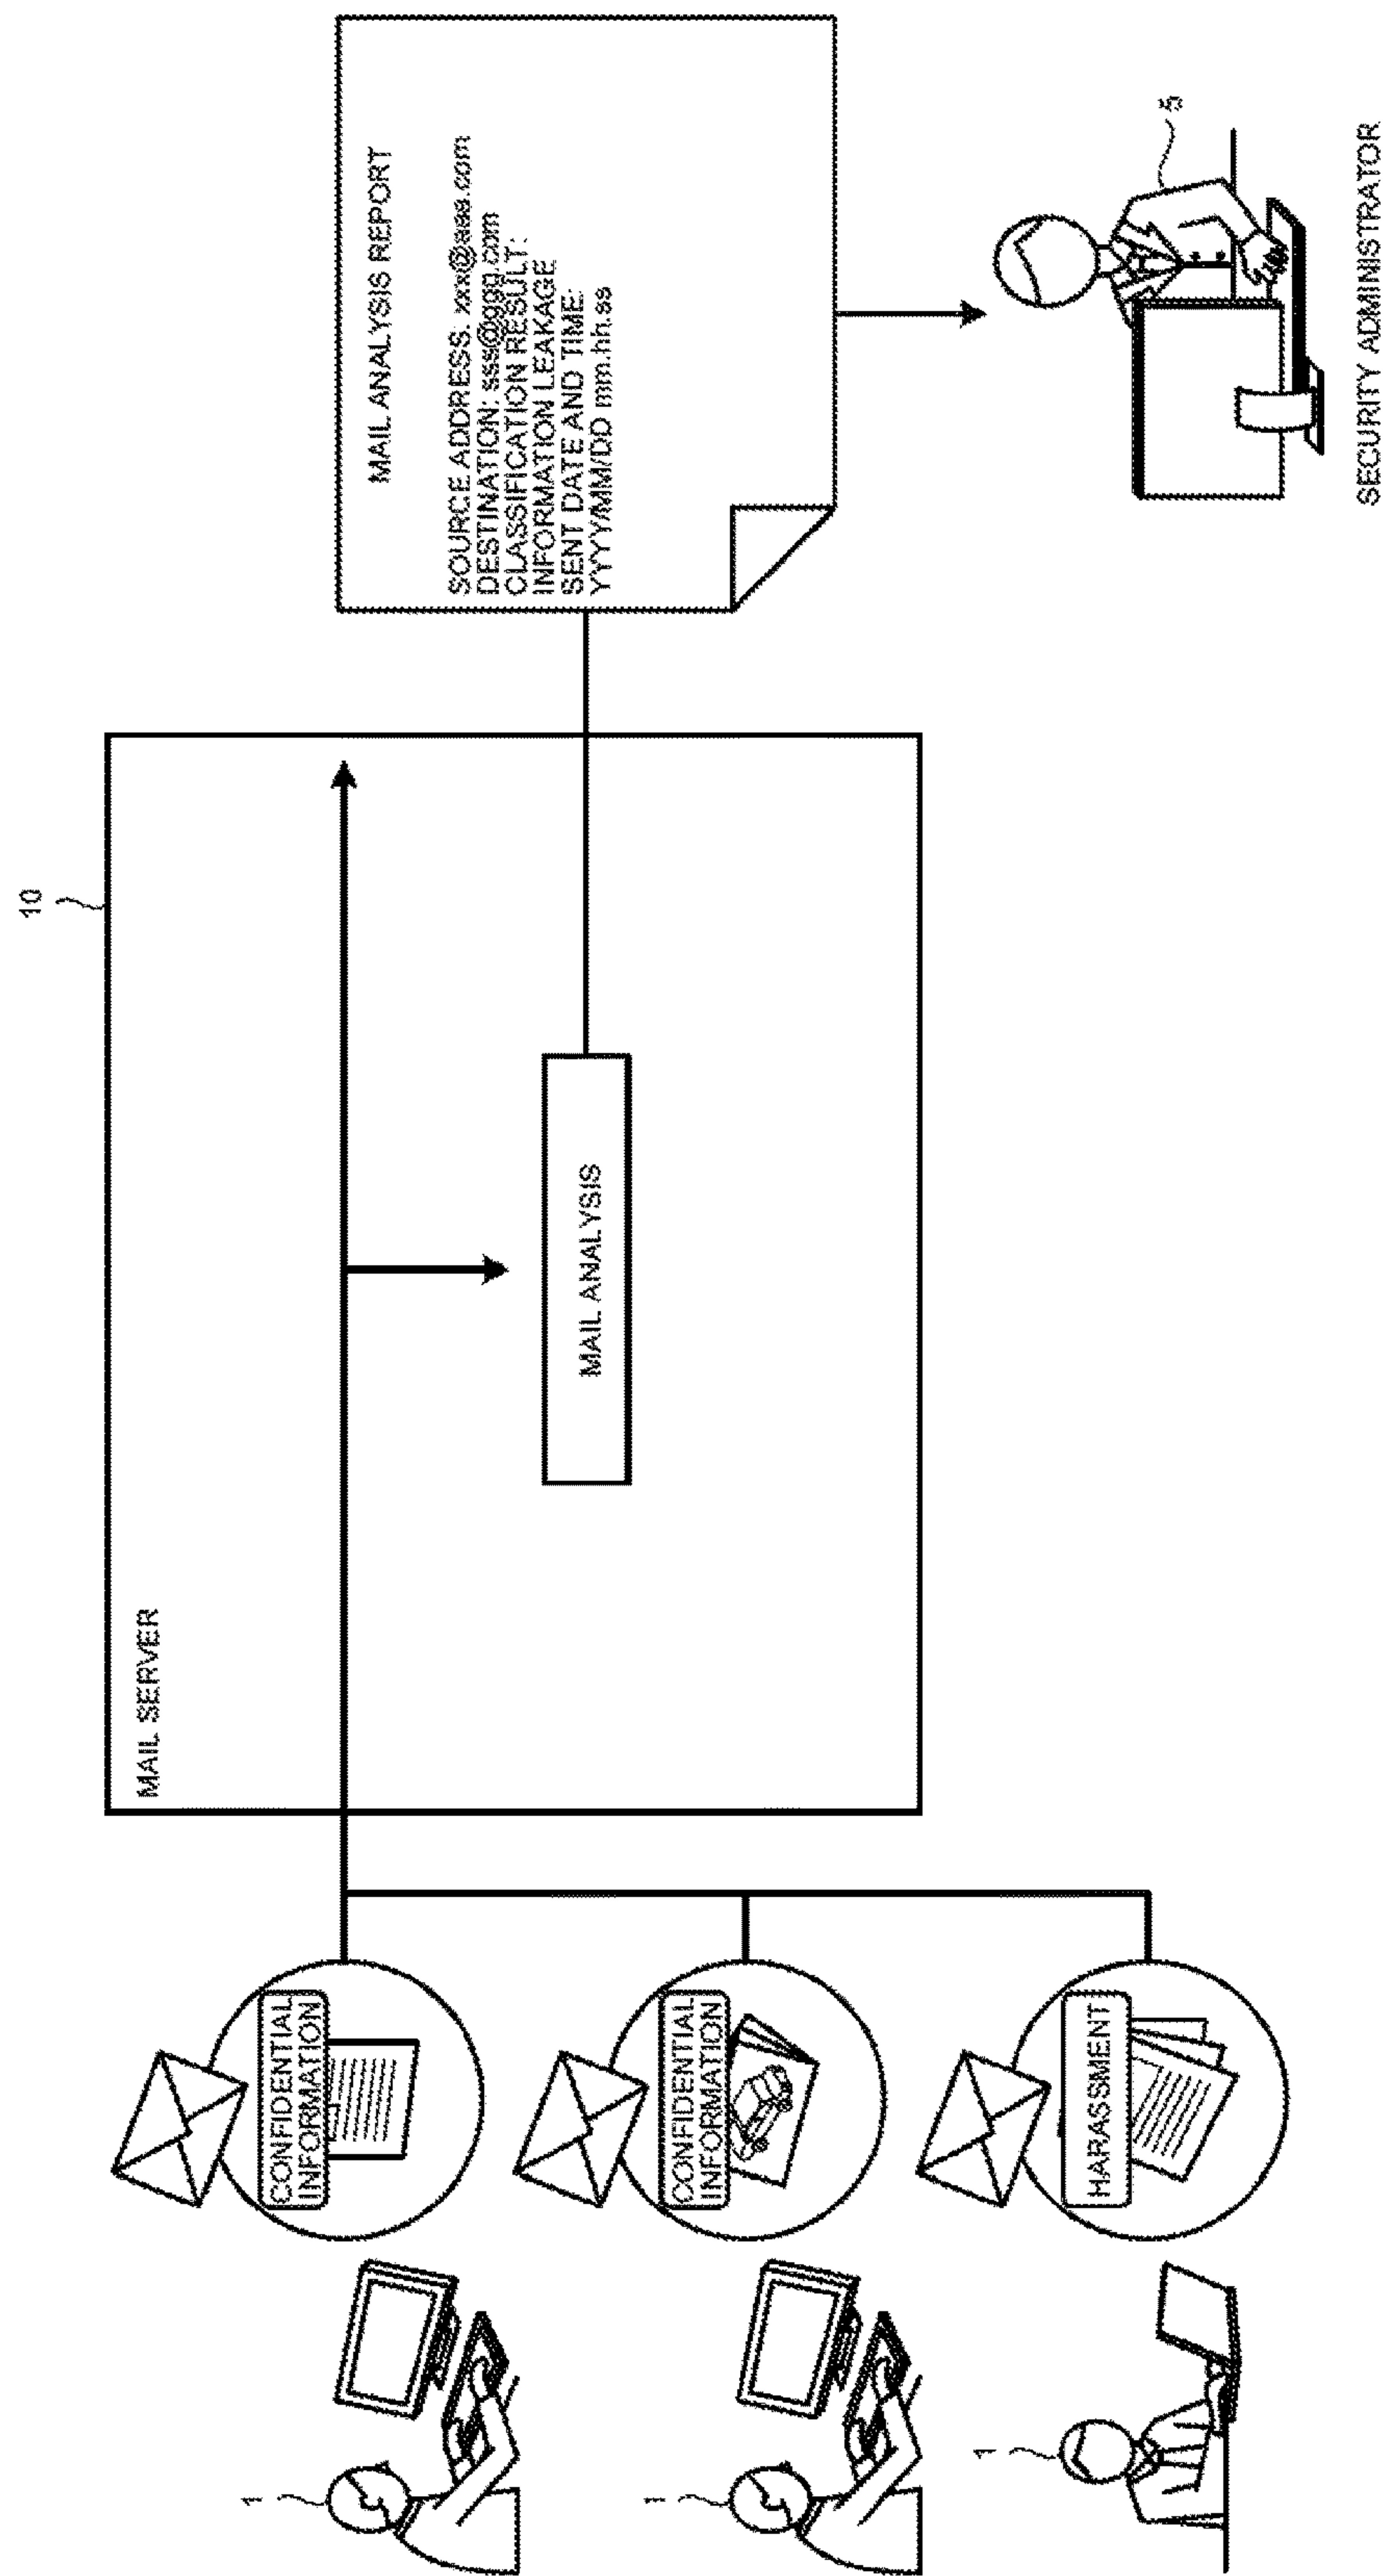 10
MAIL SERVER
MAIL ANALYSIS
1
CONFIDENTIAL
INFORMATION
1
CONFIDENTIAL
INFORMATION
1
HARASSMENT
MAIL ANALYSIS REPORT
SOURCE ADDRESS: xxx@aaa.com
DESTINATION: sss@ggg.com
CLASSIFICATION RESULT:
INFORMATION LEAKAGE
SENT DATE AND TIME:
YYYY/MM/DD mm.hh.ss
5
SECURITY ADMINISTRATOR